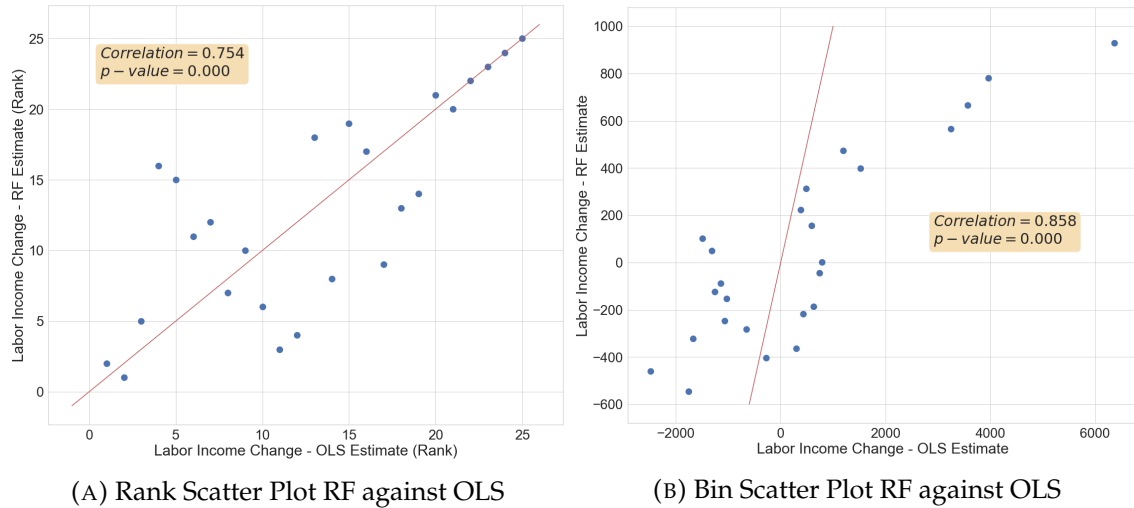 Correlation = 0.754
p − value = 0.000
25
20
15
10
5
0
Labor Income Change - RF Estimate (Rank)
0 5 10 15 20 25
Labor Income Change - OLS Estimate (Rank)
(A) Rank Scatter Plot RF against OLS
Correlation = 0.858
p − value = 0.000
1000
800
600
400
200
0
−200
−400
−600
Labor Income Change - RF Estimate
−2000 0 2000 4000 6000
Labor Income Change - OLS Estimate
(B) Bin Scatter Plot RF against OLS